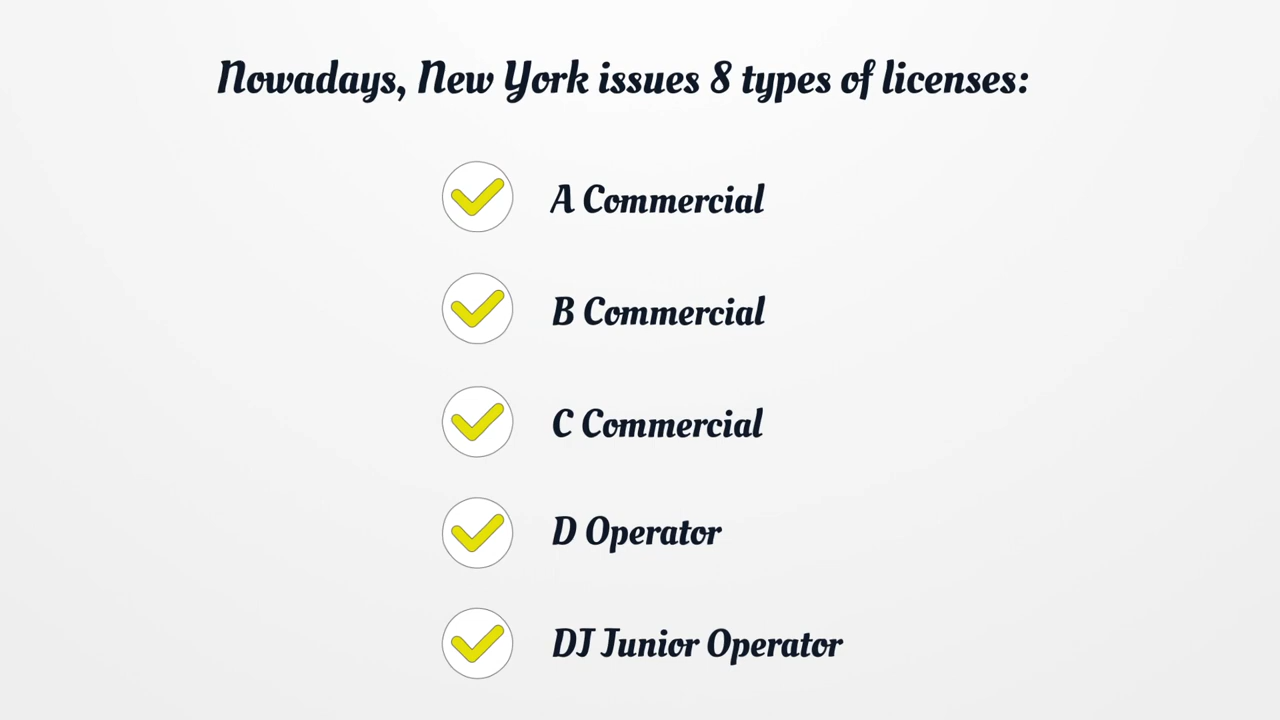 Nowadays, New York issues 8 types of licenses:
A Commercial
B Commercial
C Commercial
D Operator
DJ Junior Operator